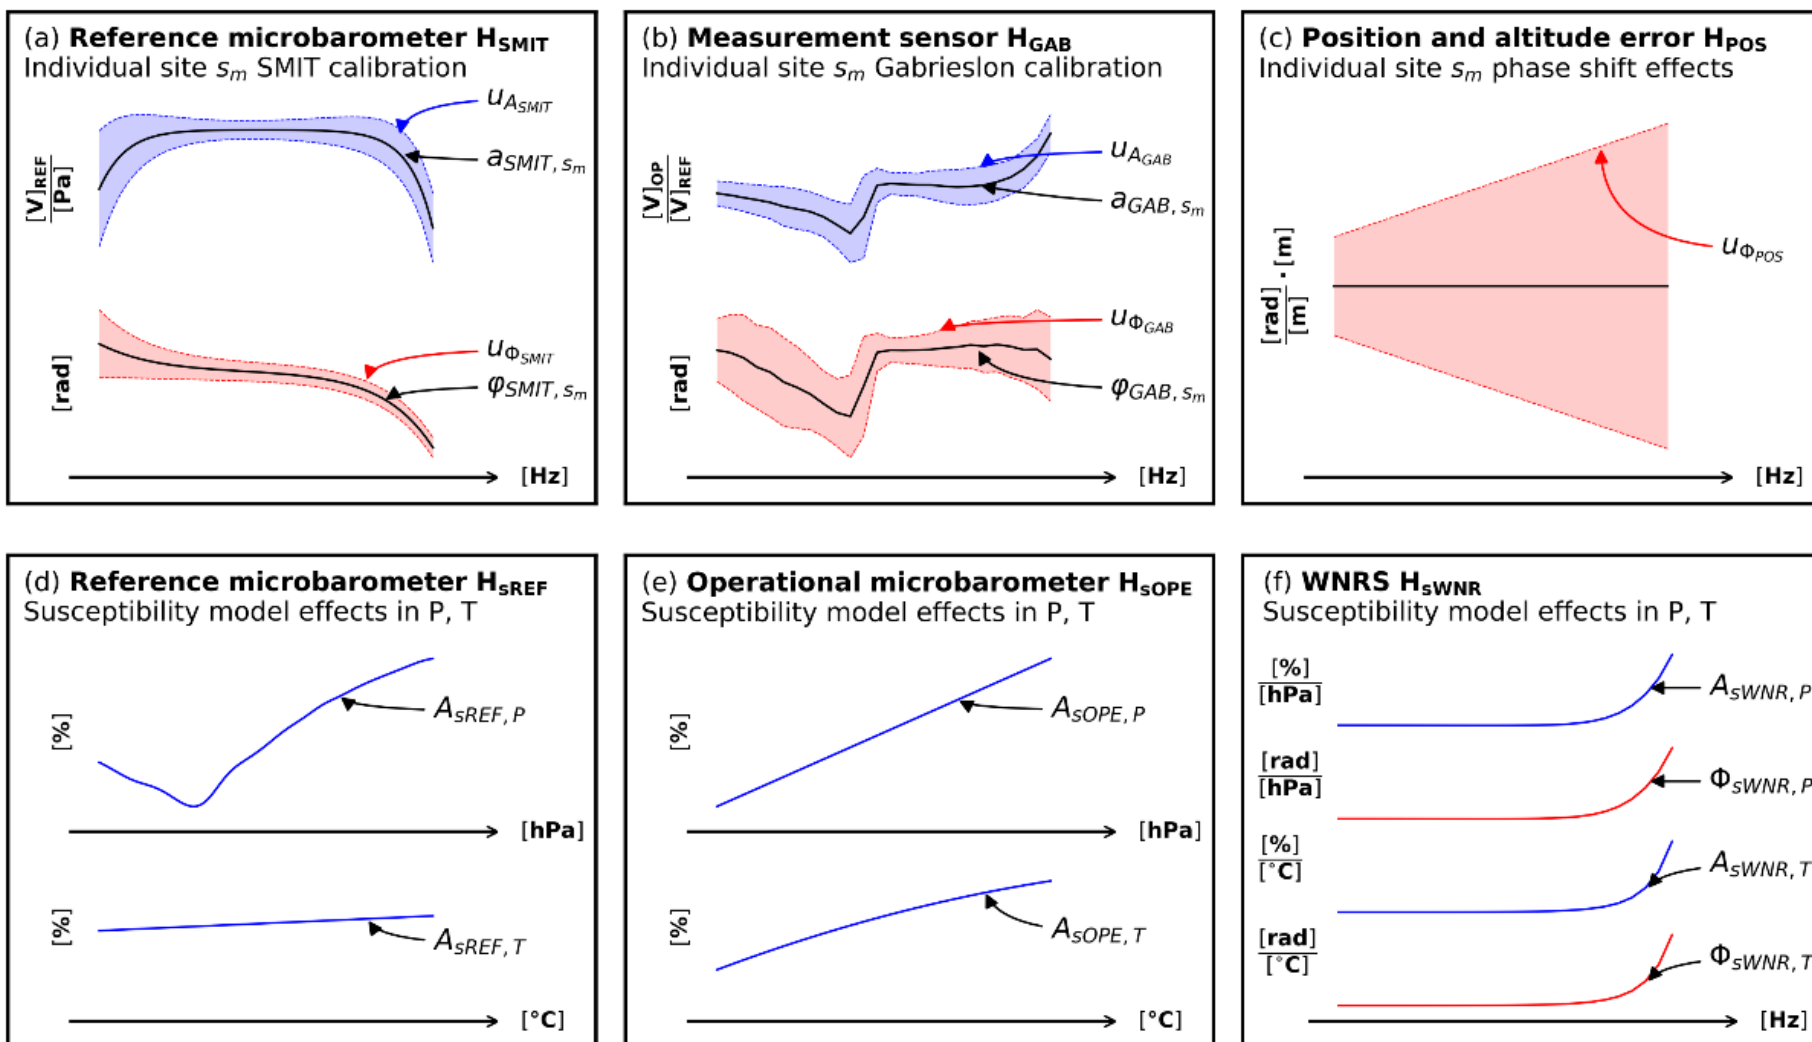 (a) Reference microbarometer H_SMIT
Individual site s_m SMIT calibration
u_A_SMIT
a_SMIT, s_m
[V]_REF
[Pa]
u_Φ_SMIT
φ_SMIT, s_m
[rad]
[Hz]
(b) Measurement sensor H_GAB
Individual site s_m Gabrieslon calibration
u_A_GAB
a_GAB, s_m
[V]_OP
[V]_REF
u_Φ_GAB
φ_GAB, s_m
[rad]
[Hz]
(c) Position and altitude error H_POS
Individual site s_m phase shift effects
u_Φ_POS
[rad] · [m]
[m]
[Hz]
(d) Reference microbarometer H_sREF
Susceptibility model effects in P, T
[%]
A_sREF, P
[hPa]
[%]
A_sREF, T
[°C]
(e) Operational microbarometer H_sOPE
Susceptibility model effects in P, T
[%]
A_sOPE, P
[hPa]
[%]
A_sOPE, T
[°C]
(f) WNRS H_sWNR
Susceptibility model effects in P, T
[%]
[hPa]
A_sWNR, P
[rad]
[hPa]
Φ_sWNR, P
[%]
[°C]
A_sWNR, T
[rad]
[°C]
Φ_sWNR, T
[Hz]